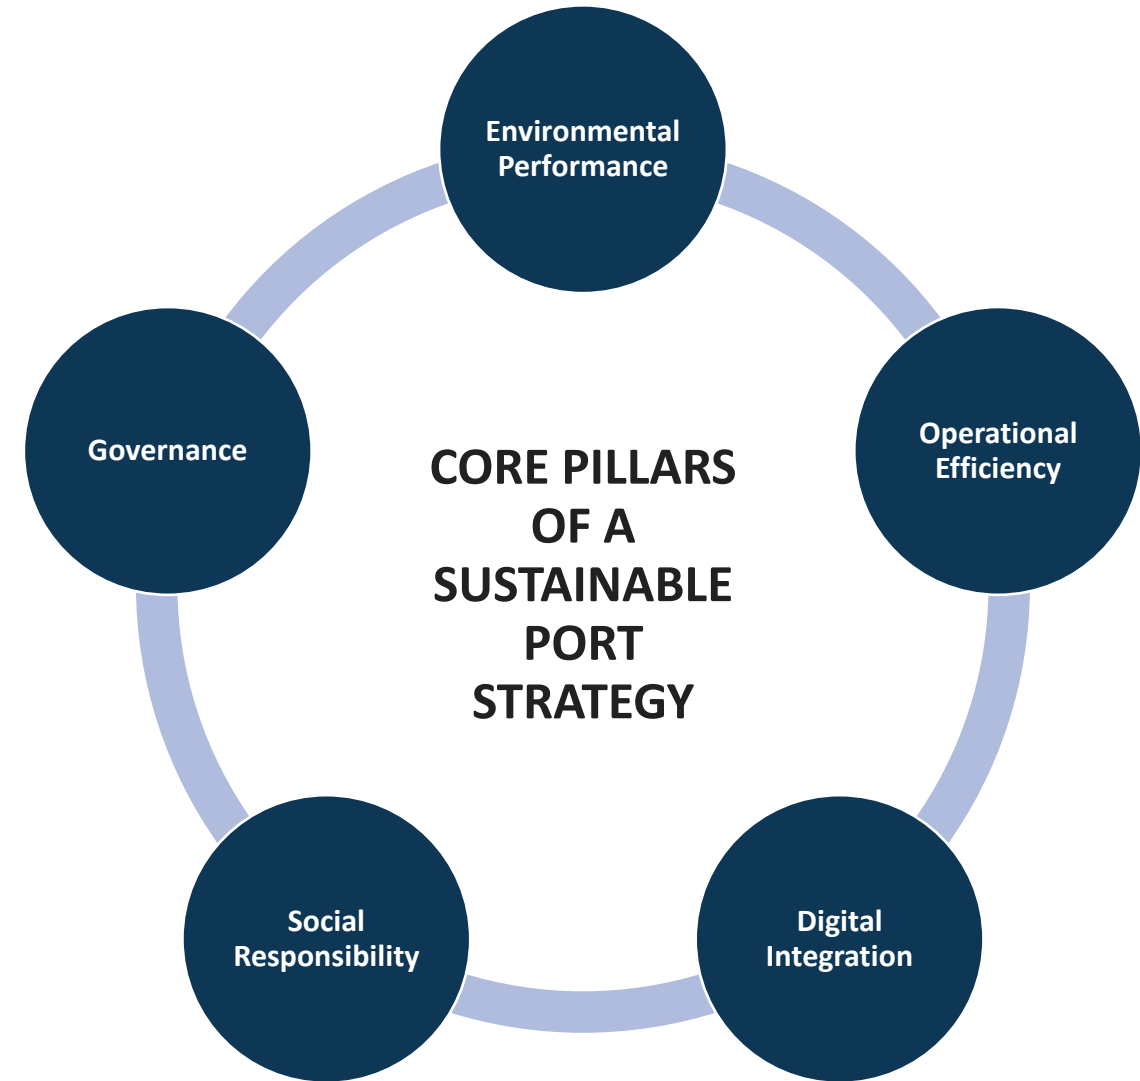 Environmental
Performance
Operational
Efficiency
Digital
Integration
Social
Responsibility
Governance
CORE PILLARS
OF A
SUSTAINABLE
PORT
STRATEGY